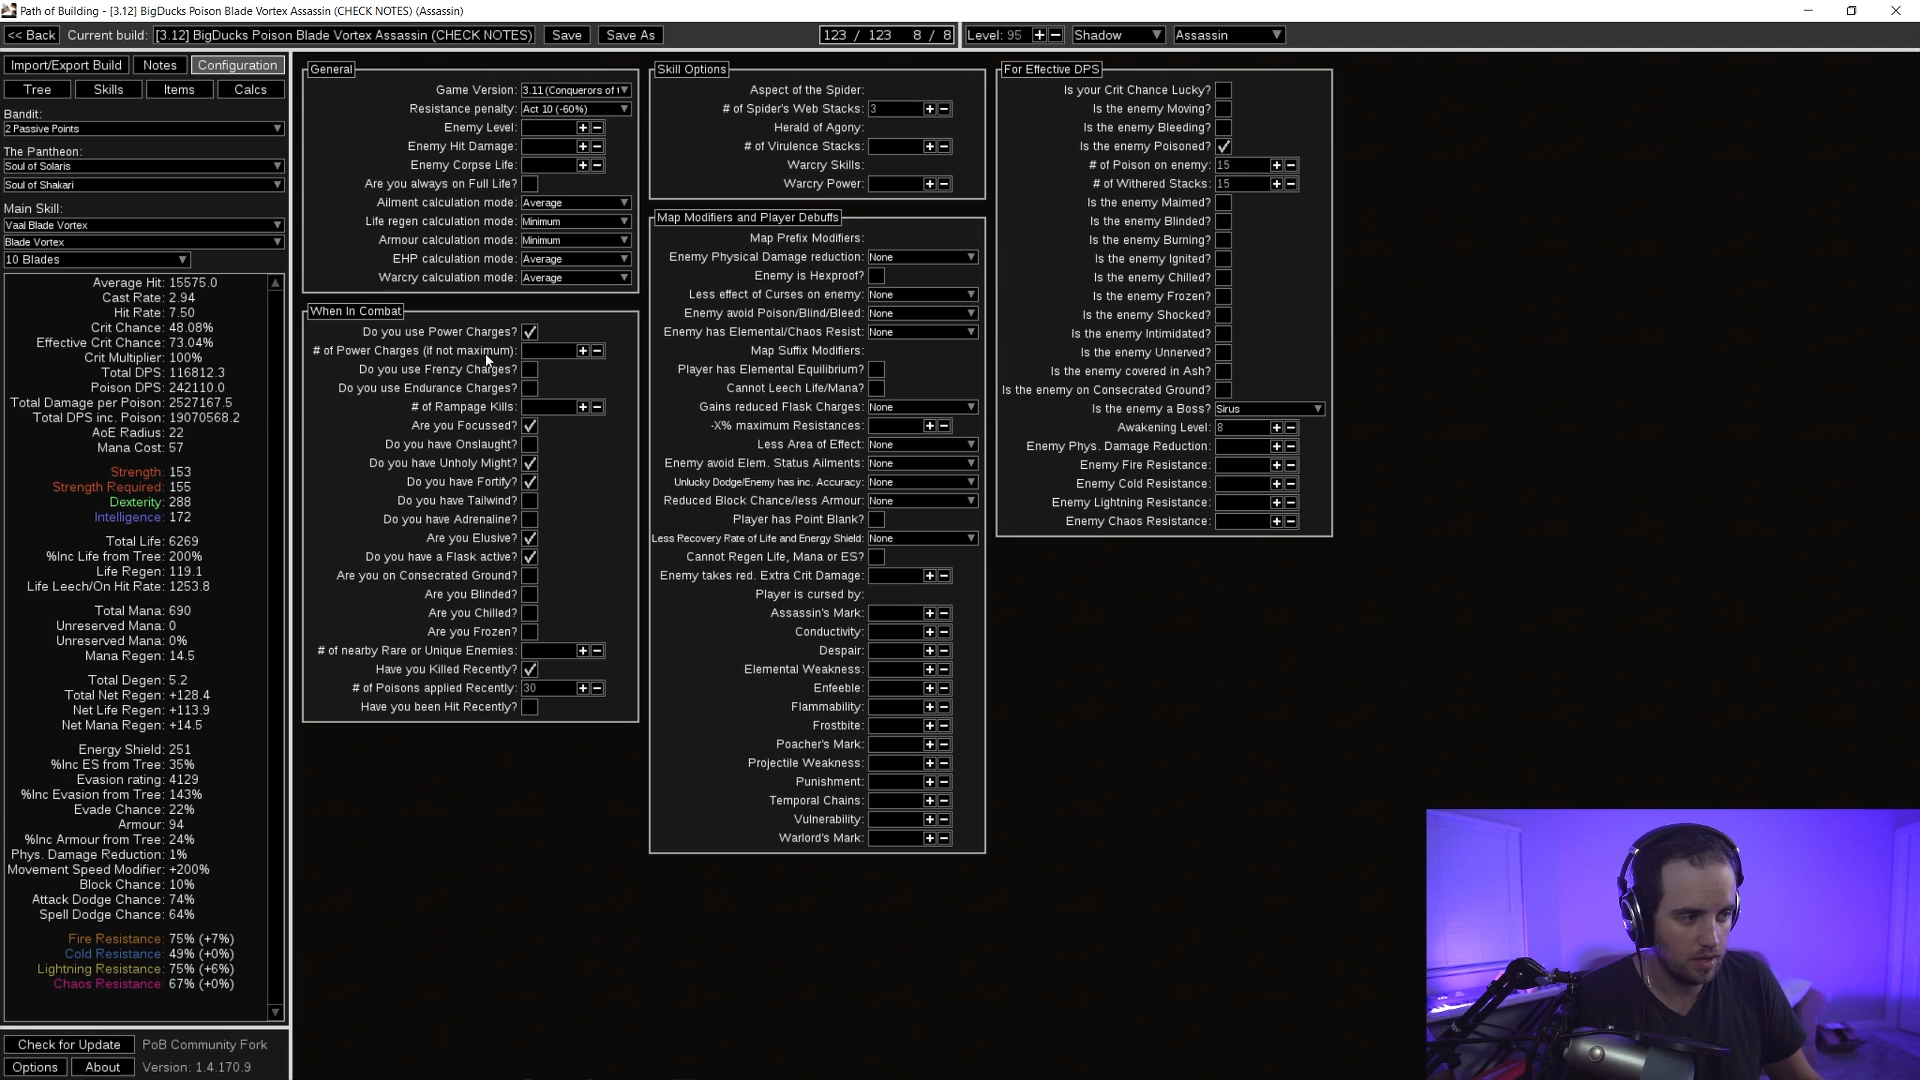 Path of Building - [3.12] BigDucks Poison Blade Vortex Assassin (CHECK NOTES) (Assassin)
<< Back
Current build: [3.12] BigDucks Poison Blade Vortex Assassin (CHECK NOTES)
Save
Save As
123 / 123 8 / 8
Level: 95
Shadow
Assassin
Import/Export Build
Notes
Configuration
Tree
Skills
Items
Calcs
Bandit:
2 Passive Points
The Pantheon:
Soul of Solaris
Soul of Shakari
Main Skill:
Vaal Blade Vortex
Blade Vortex
10 Blades
Average Hit: 15575.0
Cast Rate: 2.94
Hit Rate: 7.50
Crit Chance: 48.08%
Effective Crit Chance: 73.04%
Crit Multiplier: 100%
Total DPS: 116812.3
Poison DPS: 242110.0
Total Damage per Poison: 2527167.5
Total DPS inc. Poison: 19070568.2
AoE Radius: 22
Mana Cost: 57
Strength: 153
Strength Required: 155
Dexterity: 288
Intelligence: 172
Total Life: 6269
%Inc Life from Tree: 200%
Life Regen: 119.1
Life Leech/On Hit Rate: 1253.8
Total Mana: 690
Unreserved Mana: 0
Unreserved Mana: 0%
Mana Regen: 14.5
Total Degen: 5.2
Total Net Regen: +128.4
Net Life Regen: +113.9
Net Mana Regen: +14.5
Energy Shield: 251
%Inc ES from Tree: 35%
Evasion rating: 4129
%Inc Evasion from Tree: 143%
Evade Chance: 22%
Armour: 94
%Inc Armour from Tree: 24%
Phys. Damage Reduction: 1%
Movement Speed Modifier: +200%
Block Chance: 10%
Attack Dodge Chance: 74%
Spell Dodge Chance: 64%
Fire Resistance: 75% (+7%)
Cold Resistance: 49% (+0%)
Lightning Resistance: 75% (+6%)
Chaos Resistance: 67% (+0%)
Check for Update
PoB Community Fork
Options
About
Version: 1.4.170.9
General
Game Version: 3.11 (Conquerors of
Resistance penalty: Act 10 (-60%)
Enemy Level:
Enemy Hit Damage:
Enemy Corpse Life:
Are you always on Full Life?
Ailment calculation mode: Average
Life regen calculation mode: Minimum
Armour calculation mode: Minimum
EHP calculation mode: Average
Warcry calculation mode: Average
When In Combat
Do you use Power Charges?
# of Power Charges (if not maximum):
Do you use Frenzy Charges?
Do you use Endurance Charges?
# of Rampage Kills:
Are you Focussed?
Do you have Onslaught?
Do you have Unholy Might?
Do you have Fortify?
Do you have Tailwind?
Do you have Adrenaline?
Are you Elusive?
Do you have a Flask active?
Are you on Consecrated Ground?
Are you Blinded?
Are you Chilled?
Are you Frozen?
# of nearby Rare or Unique Enemies:
Have you Killed Recently?
# of Poisons applied Recently: 30
Have you been Hit Recently?
Skill Options
Aspect of the Spider:
# of Spider's Web Stacks: 3
Herald of Agony:
# of Virulence Stacks:
Warcry Skills:
Warcry Power:
Map Modifiers and Player Debuffs
Map Prefix Modifiers:
Enemy Physical Damage reduction: None
Enemy is Hexproof?
Less effect of Curses on enemy: None
Enemy avoid Poison/Blind/Bleed: None
Enemy has Elemental/Chaos Resist: None
Map Suffix Modifiers:
Player has Elemental Equilibrium?
Cannot Leech Life/Mana?
Gains reduced Flask Charges: None
-X% maximum Resistances:
Less Area of Effect: None
Enemy avoid Elem. Status Ailments: None
Unlucky Dodge/Enemy has inc. Accuracy: None
Reduced Block Chance/less Armour: None
Player has Point Blank?
Less Recovery Rate of Life and Energy Shield: None
Cannot Regen Life, Mana or ES?
Enemy takes red. Extra Crit Damage:
Player is cursed by:
Assassin's Mark:
Conductivity:
Despair:
Elemental Weakness:
Enfeeble:
Flammability:
Frostbite:
Poacher's Mark:
Projectile Weakness:
Punishment:
Temporal Chains:
Vulnerability:
Warlord's Mark:
For Effective DPS
Is your Crit Chance Lucky?
Is the enemy Moving?
Is the enemy Bleeding?
Is the enemy Poisoned?
# of Poison on enemy: 15
# of Withered Stacks: 15
Is the enemy Maimed?
Is the enemy Blinded?
Is the enemy Burning?
Is the enemy Ignited?
Is the enemy Chilled?
Is the enemy Frozen?
Is the enemy Shocked?
Is the enemy Intimidated?
Is the enemy Unnerved?
Is the enemy covered in Ash?
Is the enemy on Consecrated Ground?
Is the enemy a Boss? Sirus
Awakening Level: 8
Enemy Phys. Damage Reduction:
Enemy Fire Resistance:
Enemy Cold Resistance:
Enemy Lightning Resistance:
Enemy Chaos Resistance: